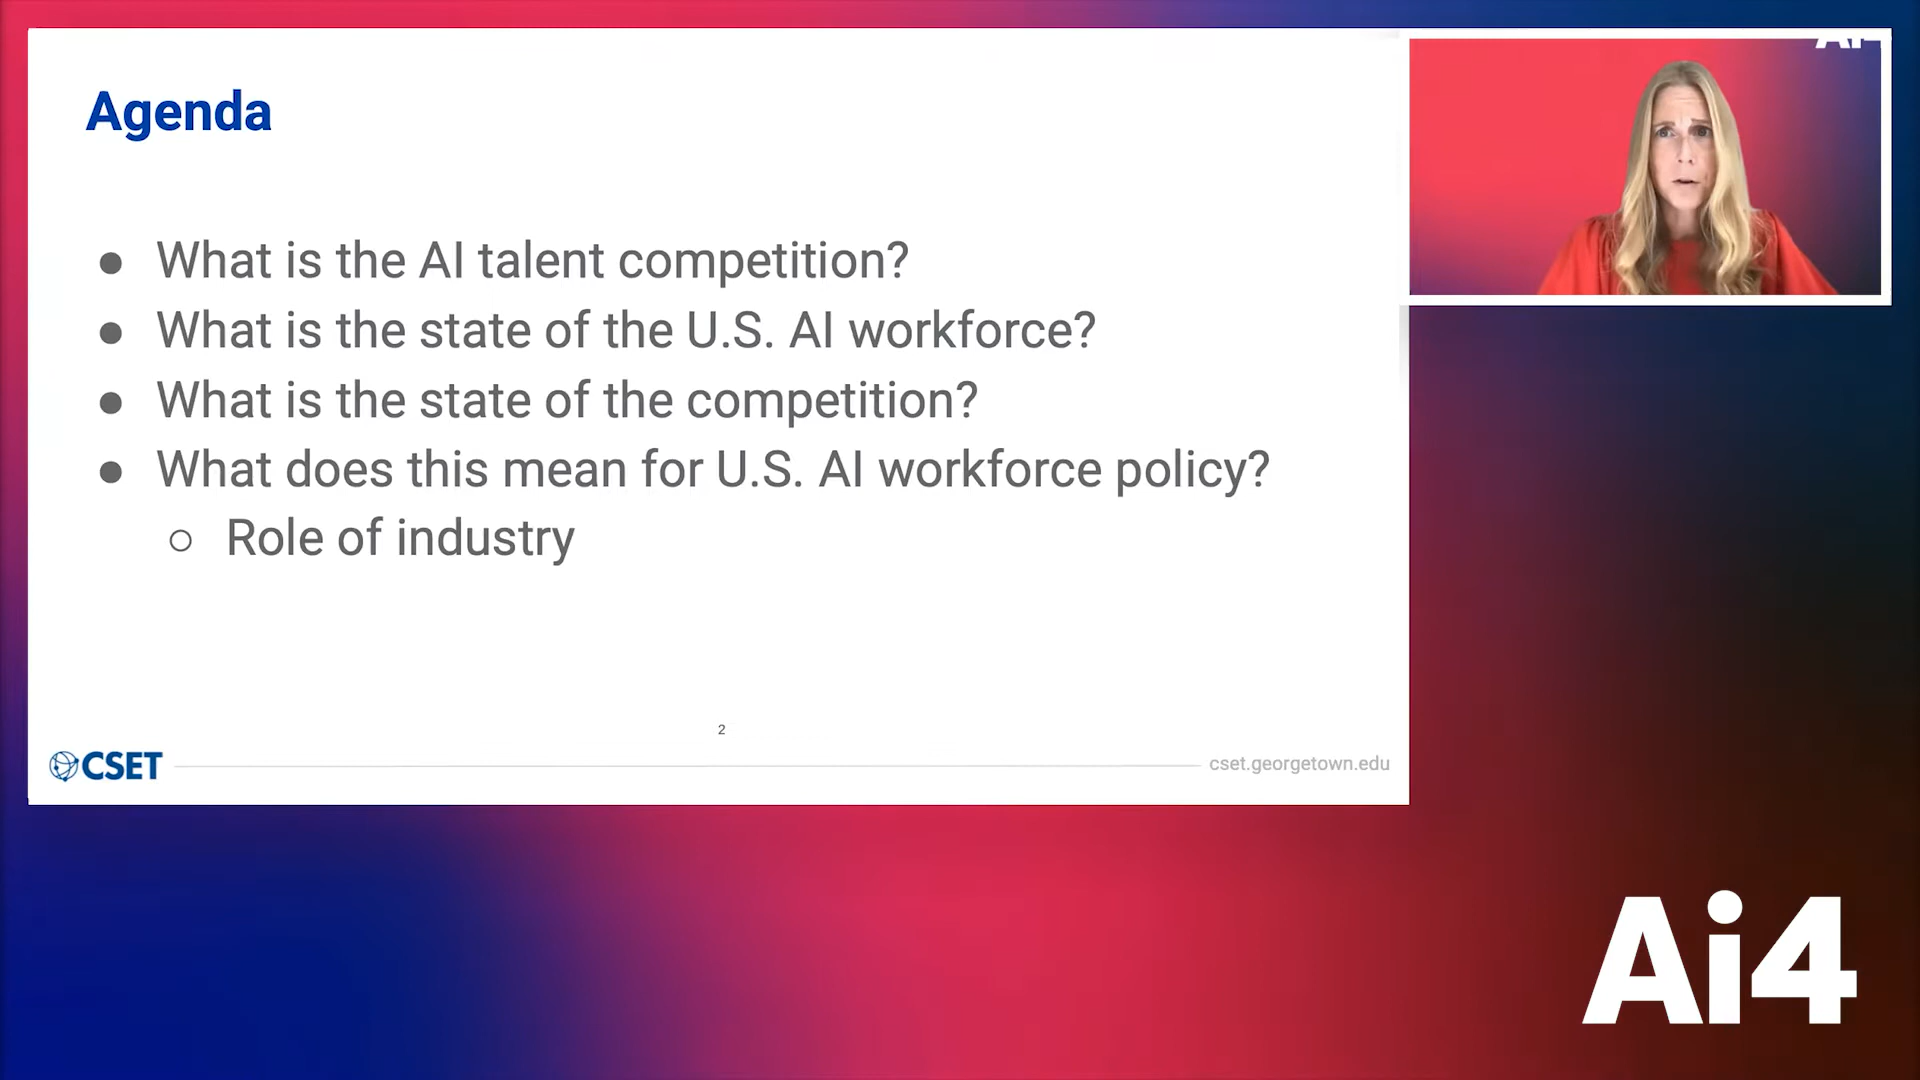 Agenda
● What is the AI talent competition?
● What is the state of the U.S. AI workforce?
● What is the state of the competition?
● What does this mean for U.S. AI workforce policy?
○ Role of industry
2
CSET
cset.georgetown.edu
Ai4
Ai4